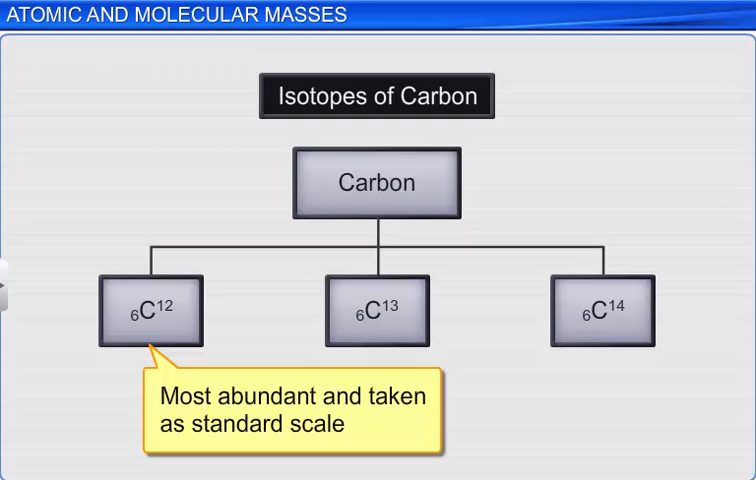 ATOMIC AND MOLECULAR MASSES
Isotopes of Carbon
Carbon
₆C¹²
₆C¹³
₆C¹⁴
Most abundant and taken
as standard scale